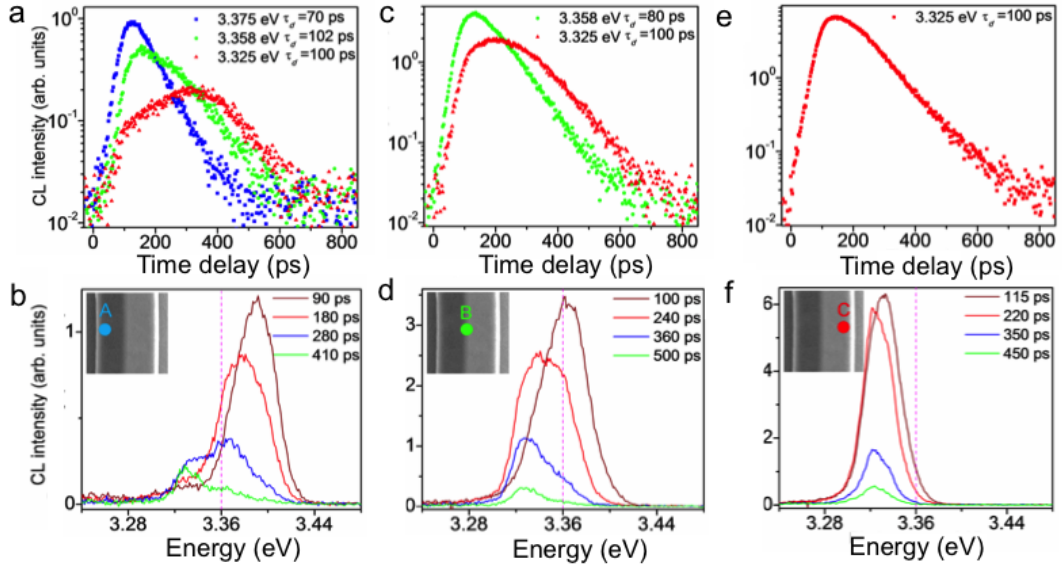 a
CL intensity (arb. units)
10⁰
10⁻¹
10⁻²
3.375 eV τd=70 ps
3.358 eV τd=102 ps
3.325 eV τd=100 ps
0 200 400 600 800
Time delay (ps)
c
10⁰
10⁻¹
10⁻²
3.358 eV τd=80 ps
3.325 eV τd=100 ps
0 200 400 600 800
Time delay (ps)
e
10⁰
10⁻¹
10⁻²
3.325 eV τd=100 ps
0 200 400 600 800
Time delay (ps)
b
CL intensity (arb. units)
1
0
A
90 ps
180 ps
280 ps
410 ps
3.28 3.36 3.44
Energy (eV)
d
3
2
1
0
B
100 ps
240 ps
360 ps
500 ps
3.28 3.36 3.44
Energy (eV)
f
6
4
2
0
C
115 ps
220 ps
350 ps
450 ps
3.28 3.36 3.44
Energy (eV)